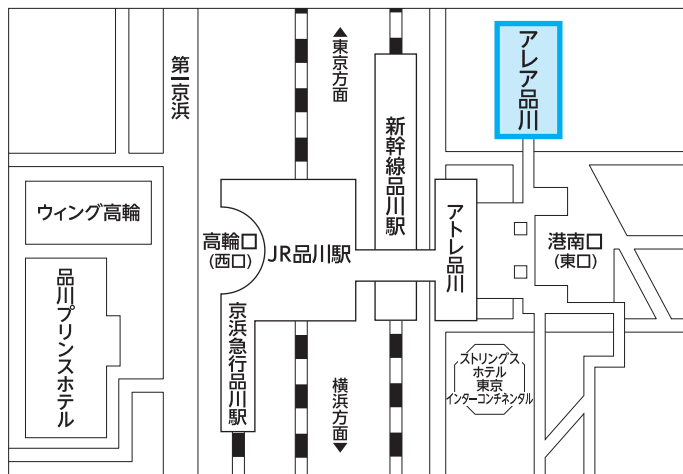 第一京浜
▲東京方面
アレア品川
新幹線品川駅
ウィング高輪
高輪口
(西口)
JR品川駅
アトレ品川
港南口
(東口)
品川プリンスホテル
京浜急行品川駅
横浜方面▼
ストリングス
ホテル
東京
インターコンチネンタル